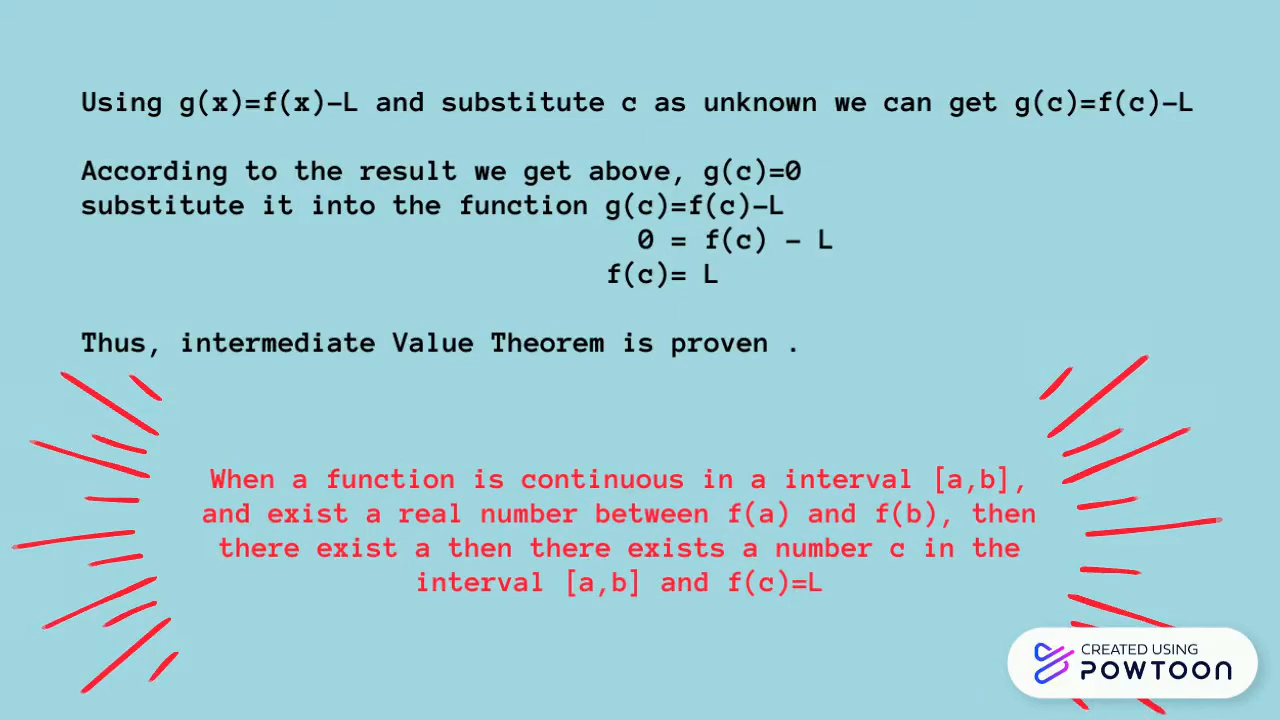 Using g(x)=f(x)-L and substitute c as unknown we can get g(c)=f(c)-L
According to the result we get above, g(c)=0
substitute it into the function g(c)=f(c)-L
0 = f(c) - L
f(c)= L
Thus, intermediate Value Theorem is proven .
When a function is continuous in a interval [a,b],
and exist a real number between f(a) and f(b), then
there exist a then there exists a number c in the
interval [a,b] and f(c)=L
CREATED USING
POWTOON